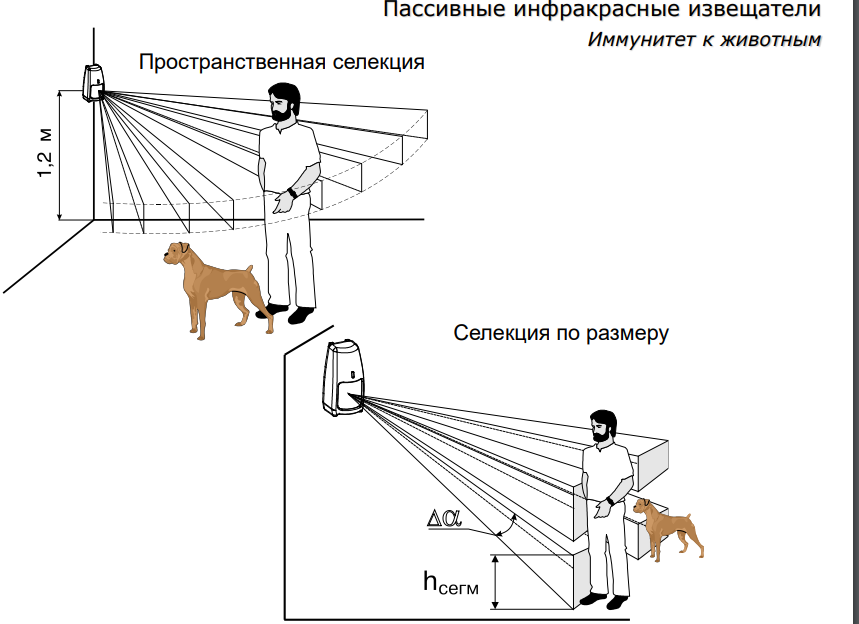 Пассивные инфракрасные извещатели
Иммунитет к животным
Пространственная селекция
1,2 м
Селекция по размеру
Δα
hсегм